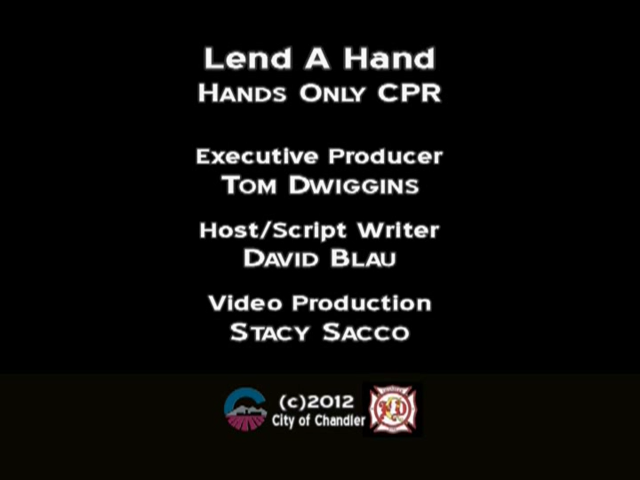 Lend A Hand
HANDS ONLY CPR
Executive Producer
TOM DWIGGINS
Host/Script Writer
DAVID BLAU
Video Production
STACY SACCO
(c)2012
City of Chandler